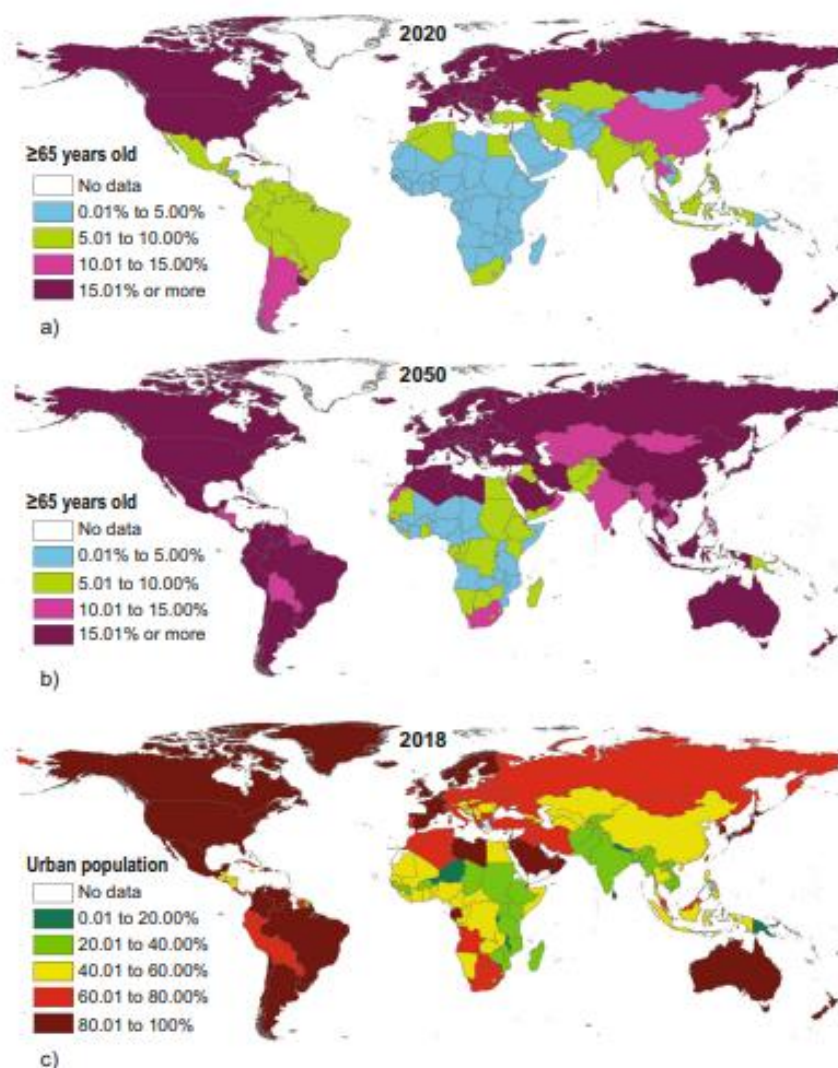 2020
≥65 years old
No data
0.01% to 5.00%
5.01 to 10.00%
10.01 to 15.00%
15.01% or more
a)
2050
≥65 years old
No data
0.01% to 5.00%
5.01 to 10.00%
10.01 to 15.00%
15.01% or more
b)
2018
Urban population
No data
0.01 to 20.00%
20.01 to 40.00%
40.01 to 60.00%
60.01 to 80.00%
80.01 to 100%
c)